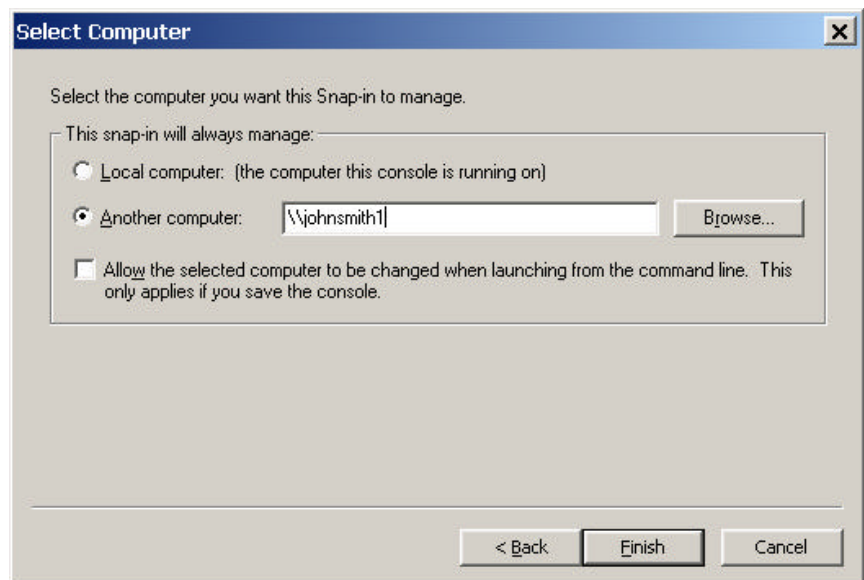 Select Computer
Select the computer you want this Snap-in to manage.
This snap-in will always manage:
Local computer: (the computer this console is running on)
Another computer: \\johnsmith1 Browse...
Allow the selected computer to be changed when launching from the command line. This
only applies if you save the console.
< Back Finish Cancel